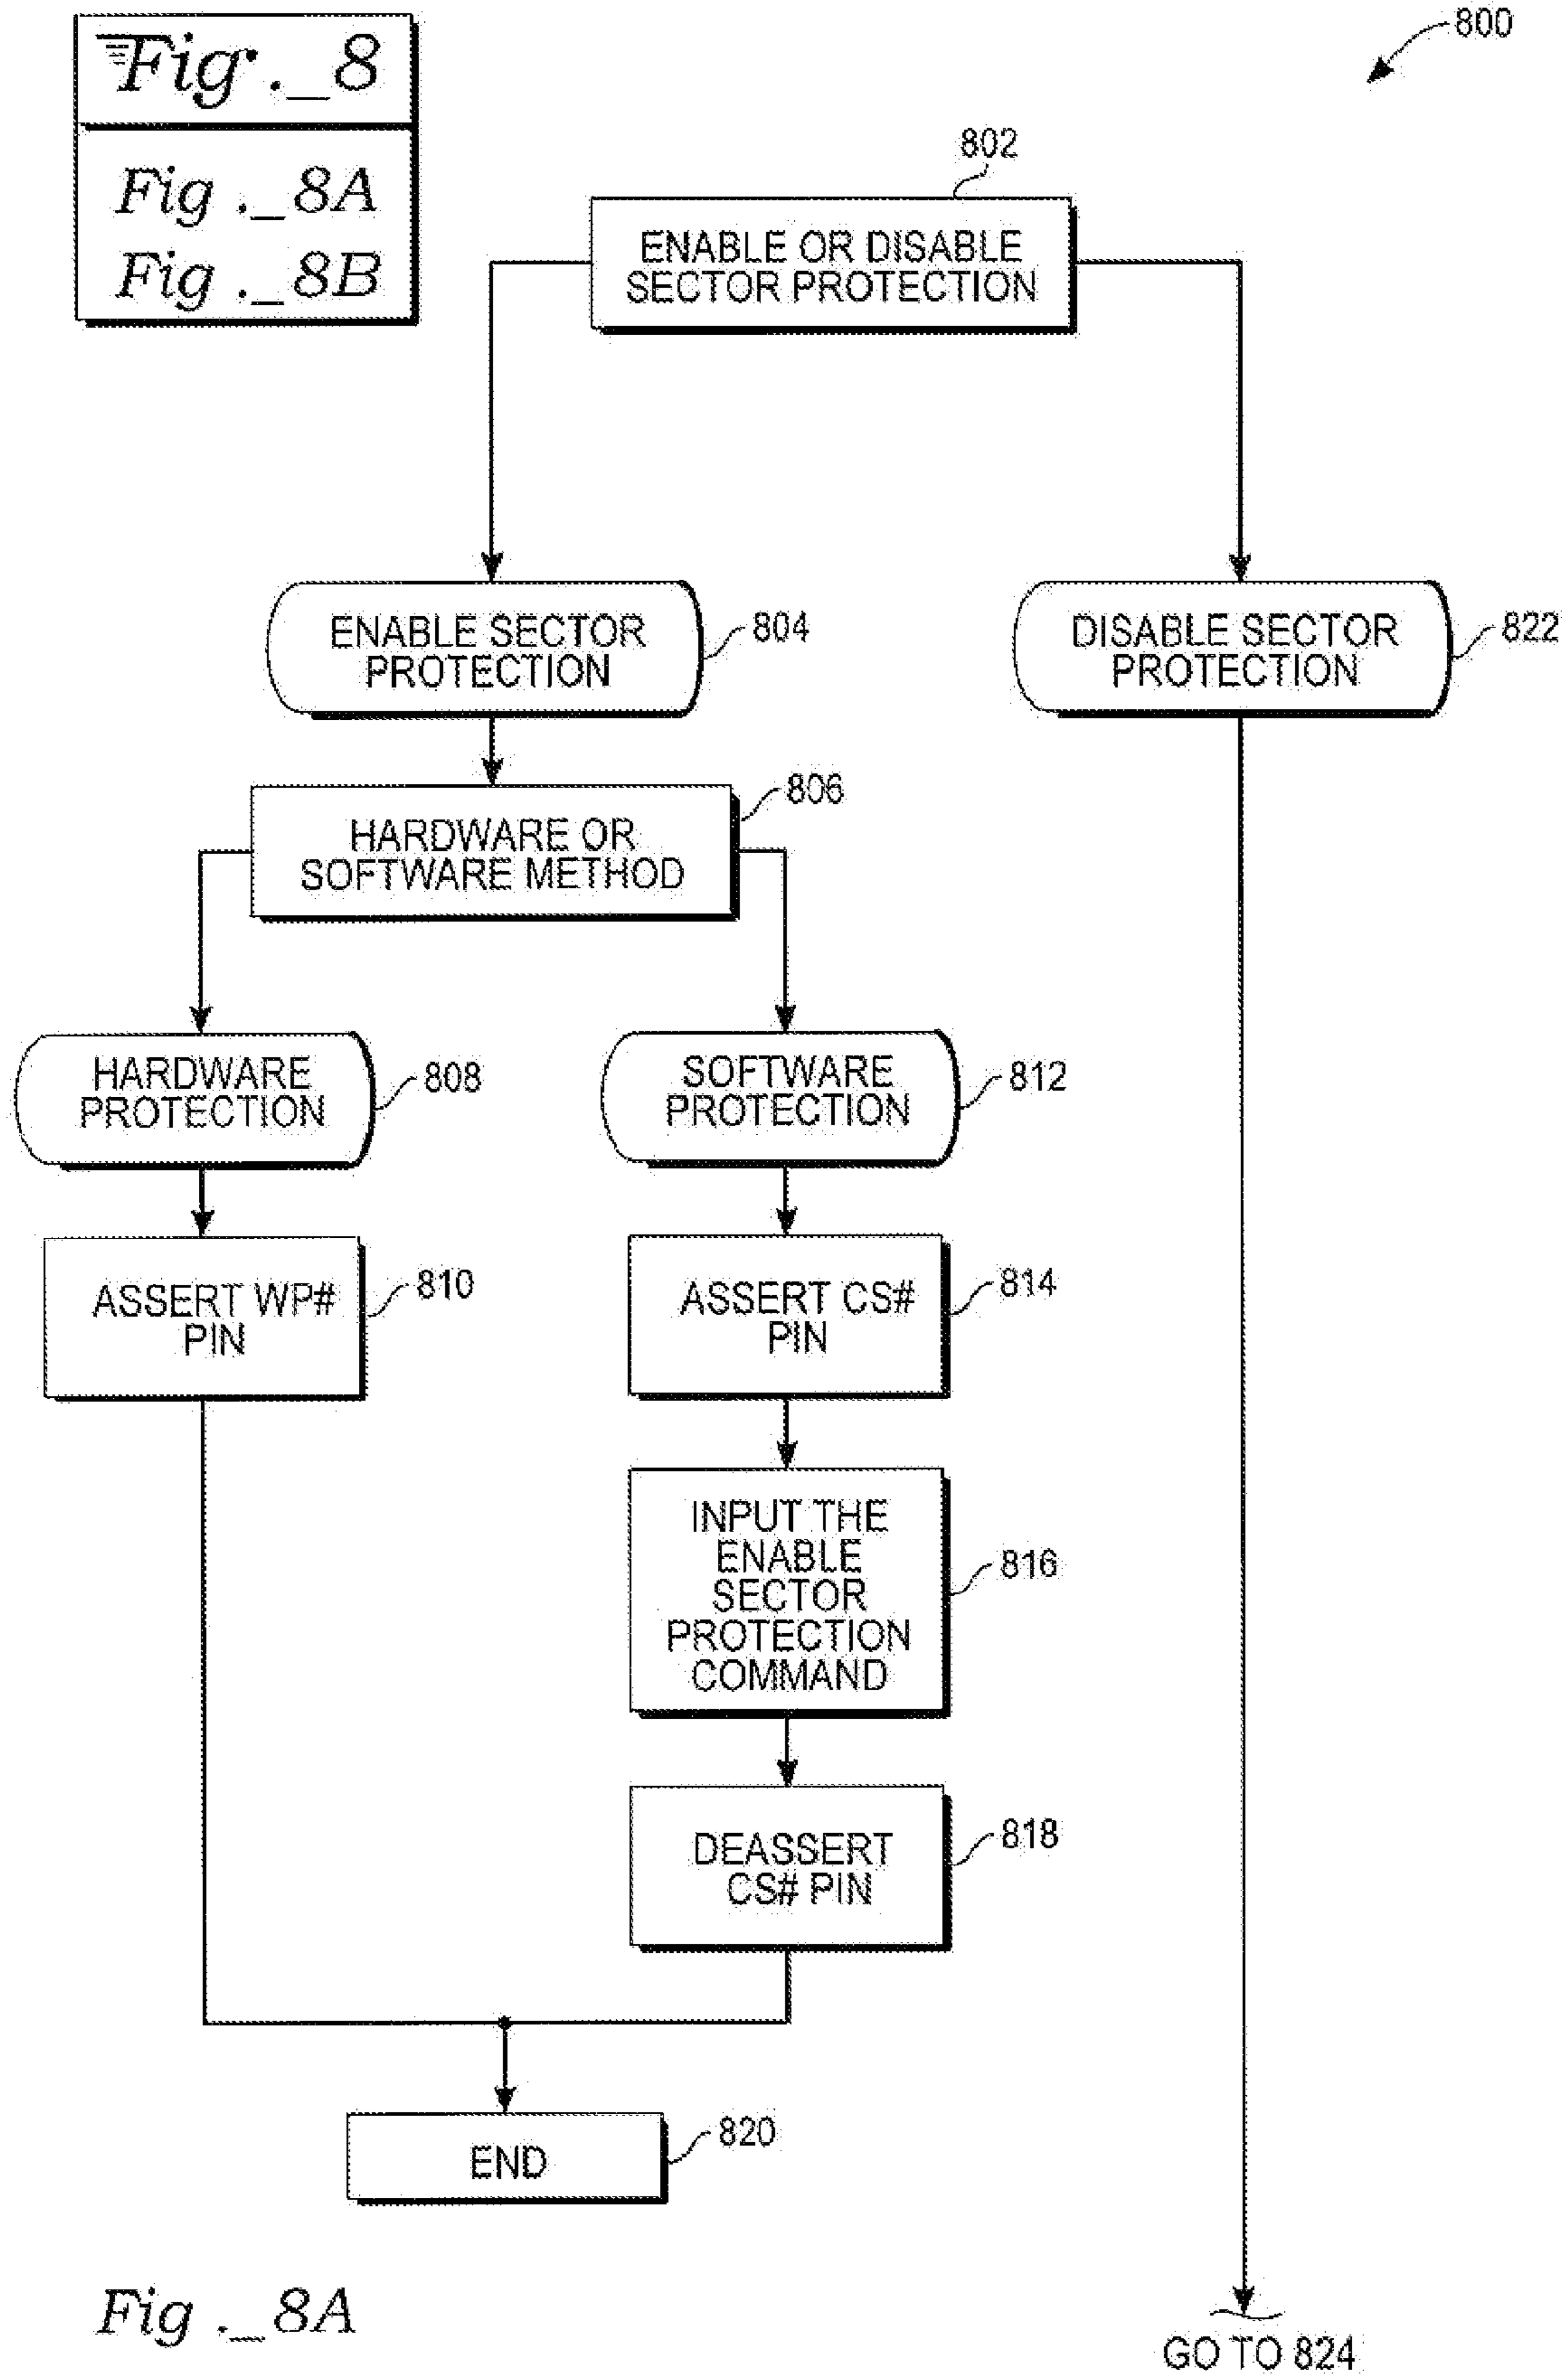 Fig._8
Fig._8A
Fig._8B
800
802
ENABLE OR DISABLE
SECTOR PROTECTION
ENABLE SECTOR
PROTECTION
804
DISABLE SECTOR
PROTECTION
822
806
HARDWARE OR
SOFTWARE METHOD
HARDWARE
PROTECTION
808
SOFTWARE
PROTECTION
812
ASSERT WP#
PIN
810
ASSERT CS#
PIN
814
INPUT THE
ENABLE
SECTOR
PROTECTION
COMMAND
816
DEASSERT
CS# PIN
818
END
820
Fig._8A
GO TO 824